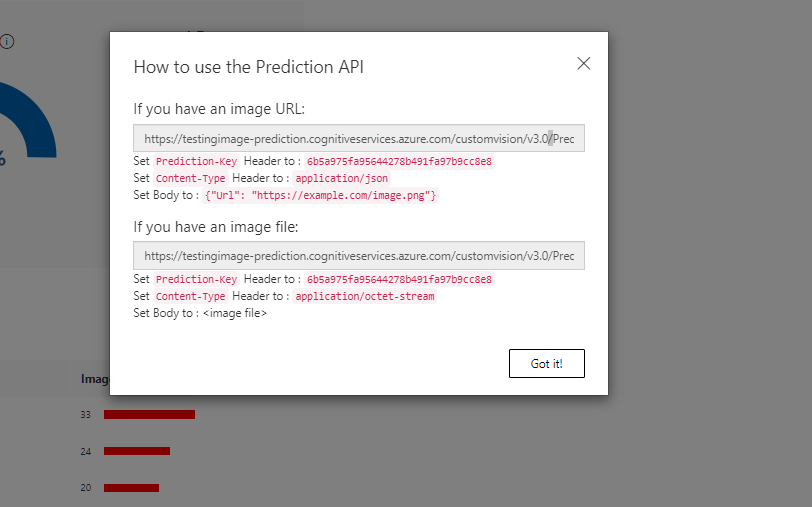 How to use the Prediction API
If you have an image URL:
https://testingimage-prediction.cognitiveservices.azure.com/customvision/v3.0/Prec
Set Prediction-Key Header to : 6b5a975fa95644278b491fa97b9cc8e8
Set Content-Type Header to : application/json
Set Body to : {"Url": "https://example.com/image.png"}
If you have an image file:
https://testingimage-prediction.cognitiveservices.azure.com/customvision/v3.0/Prec
Set Prediction-Key Header to : 6b5a975fa95644278b491fa97b9cc8e8
Set Content-Type Header to : application/octet-stream
Set Body to : <image file>
Got it!
%
Imag
33
24
20